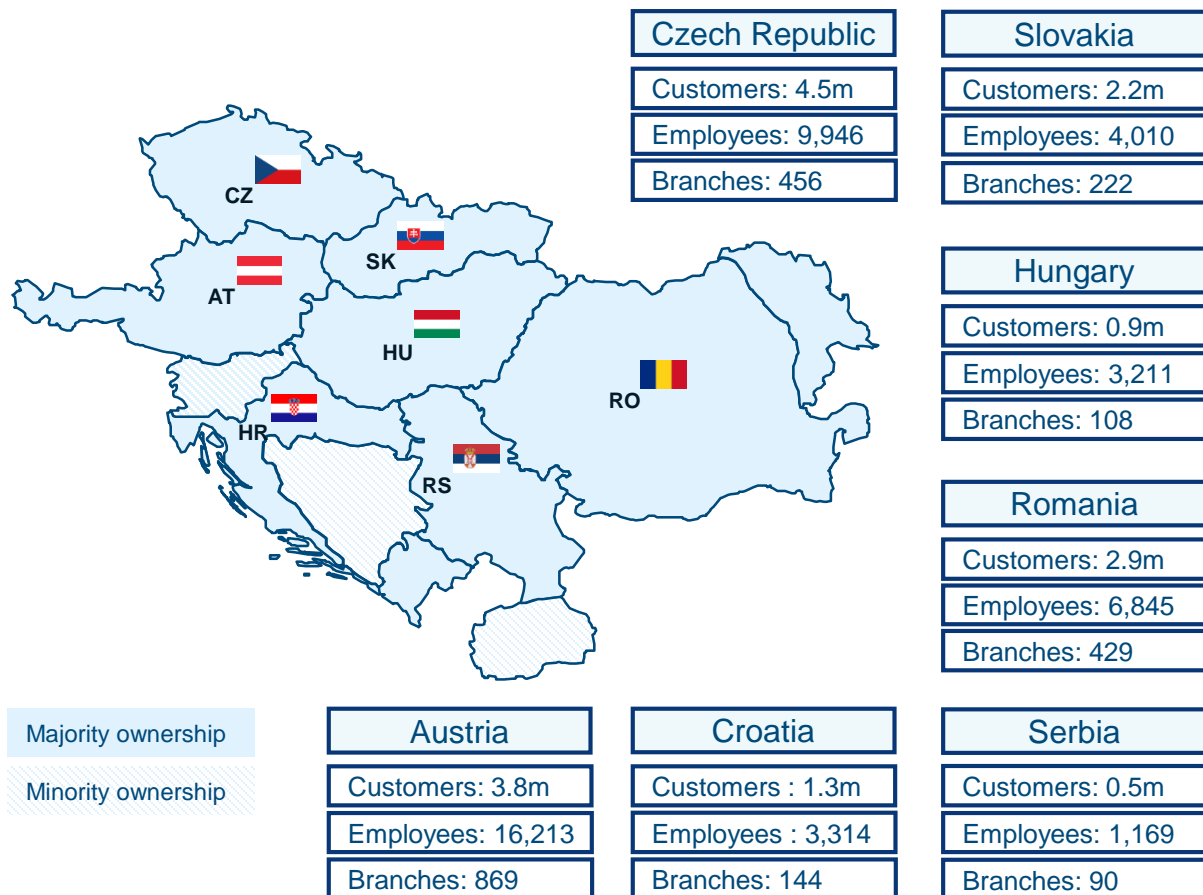 Czech Republic
Customers: 4.5m
Employees: 9,946
Branches: 456
Slovakia
Customers: 2.2m
Employees: 4,010
Branches: 222
CZ
SK
AT
HU
RO
HR
RS
Hungary
Customers: 0.9m
Employees: 3,211
Branches: 108
Romania
Customers: 2.9m
Employees: 6,845
Branches: 429
Majority ownership
Minority ownership
Austria
Customers: 3.8m
Employees: 16,213
Branches: 869
Croatia
Customers : 1.3m
Employees : 3,314
Branches: 144
Serbia
Customers: 0.5m
Employees: 1,169
Branches: 90